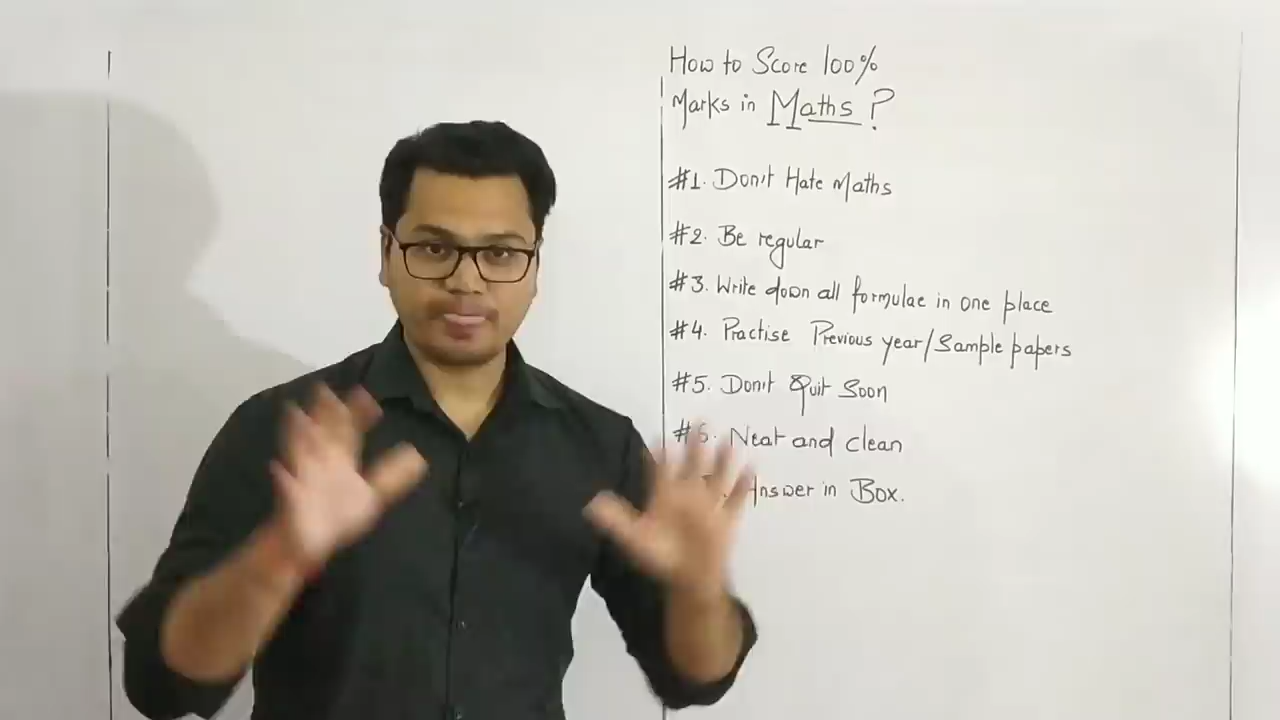 How to Score 100%
Marks in Maths ?
#1. Don't Hate Maths
#2. Be regular
#3. Write down all formulae in one place
#4. Practise Previous year/Sample papers
#5. Don't Quit Soon
#6. Neat and clean
Answer in Box.